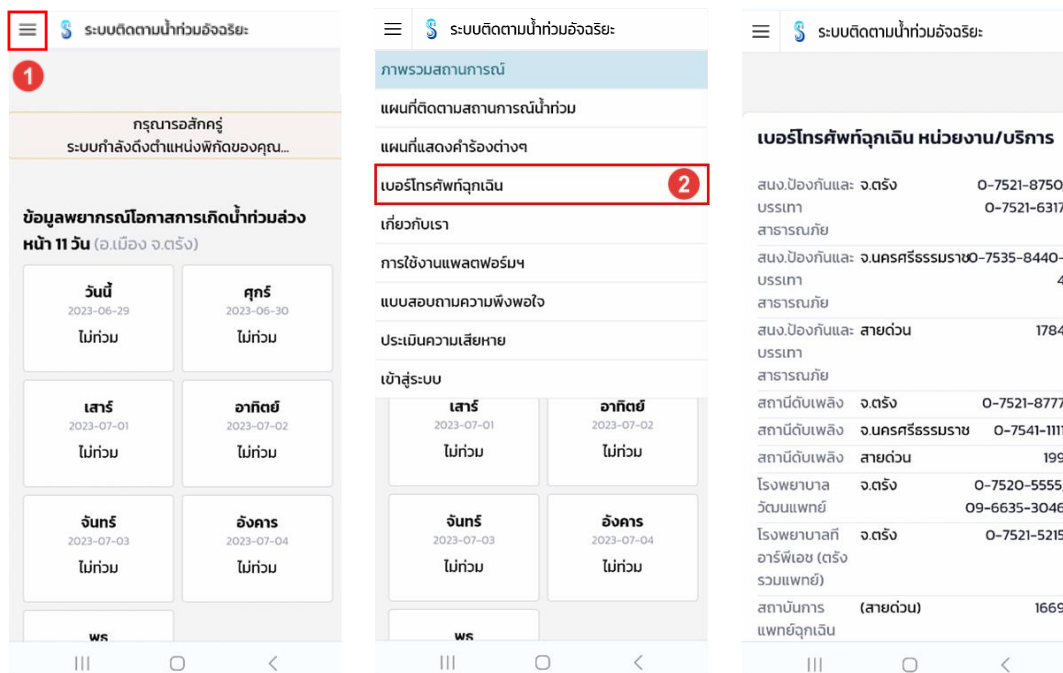 ระบบติดตามน้ำท่วมอัจฉริยะ
1
กรุณารอสักครู่
ระบบกำลังดึงตำแหน่งพิกัดของคุณ...
ข้อมูลพยากรณ์โอกาสการเกิดน้ำท่วมล่วง
หน้า 11 วัน (อ.เมือง จ.ตรัง)
วันนี้
2023-06-29
ไม่ท่วม
ศุกร์
2023-06-30
ไม่ท่วม
เสาร์
2023-07-01
ไม่ท่วม
อาทิตย์
2023-07-02
ไม่ท่วม
จันทร์
2023-07-03
ไม่ท่วม
อังคาร
2023-07-04
ไม่ท่วม
พุธ
ระบบติดตามน้ำท่วมอัจฉริยะ
ภาพรวมสถานการณ์
แผนที่ติดตามสถานการณ์น้ำท่วม
แผนที่แสดงคำร้องต่างๆ
เบอร์โทรศัพท์ฉุกเฉิน
2
เกี่ยวกับเรา
การใช้งานแพลตฟอร์มฯ
แบบสอบถามความพึงพอใจ
ประเมินความเสียหาย
เข้าสู่ระบบ
เสาร์
2023-07-01
ไม่ท่วม
อาทิตย์
2023-07-02
ไม่ท่วม
จันทร์
2023-07-03
ไม่ท่วม
อังคาร
2023-07-04
ไม่ท่วม
พุธ
ระบบติดตามน้ำท่วมอัจฉริยะ
เบอร์โทรศัพท์ฉุกเฉิน หน่วยงาน/บริการ
สนง.ป้องกันและ จ.ตรัง 0-7521-8750,
บรรเทา 0-7521-6317
สาธารณภัย
สนง.ป้องกันและ จ.นครศรีธรรมราช 0-7535-8440-
บรรเทา 4
สาธารณภัย
สนง.ป้องกันและ สายด่วน 1784
บรรเทา
สาธารณภัย
สถานีดับเพลิง จ.ตรัง 0-7521-8777
สถานีดับเพลิง จ.นครศรีธรรมราช 0-7541-1111
สถานีดับเพลิง สายด่วน 199
โรงพยาบาล จ.ตรัง 0-7520-5555,
วัฒนแพทย์ 09-6635-3046
โรงพยาบาลที จ.ตรัง 0-7521-5215
อาร์พีเอช (ตรัง
รวมแพทย์)
สถาบันการ (สายด่วน) 1669
แพทย์ฉุกเฉิน